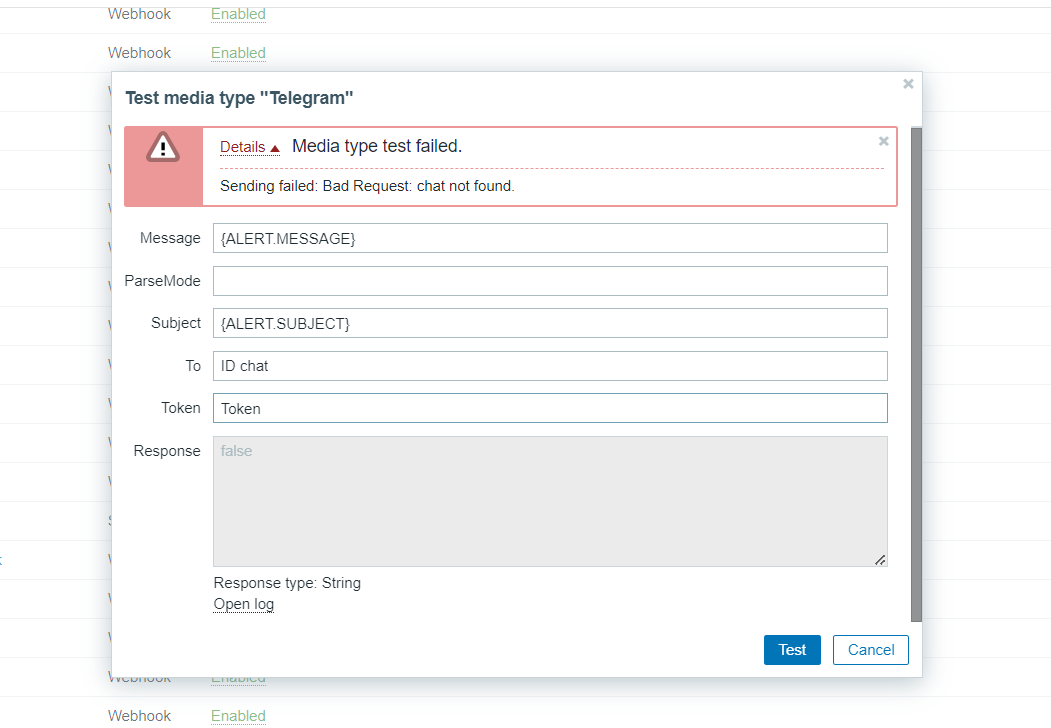 Webhook Enabled
Webhook Enabled
Test media type "Telegram"
Details Media type test failed.
Sending failed: Bad Request: chat not found.
Message {ALERT.MESSAGE}
ParseMode
Subject {ALERT.SUBJECT}
To ID chat
Token Token
Response false
Response type: String
Open log
Test Cancel
Webhook Enabled
Webhook Enabled